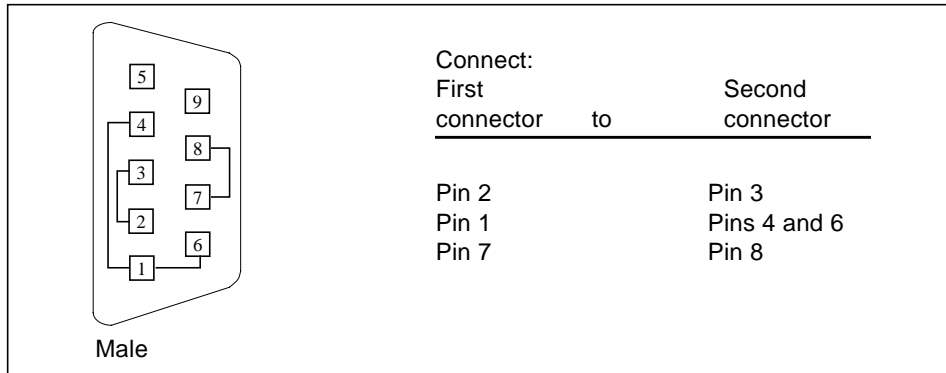 5
9
4
8
3
7
2
6
1
Male
Connect:
First Second
connector to connector
Pin 2 Pin 3
Pin 1 Pins 4 and 6
Pin 7 Pin 8